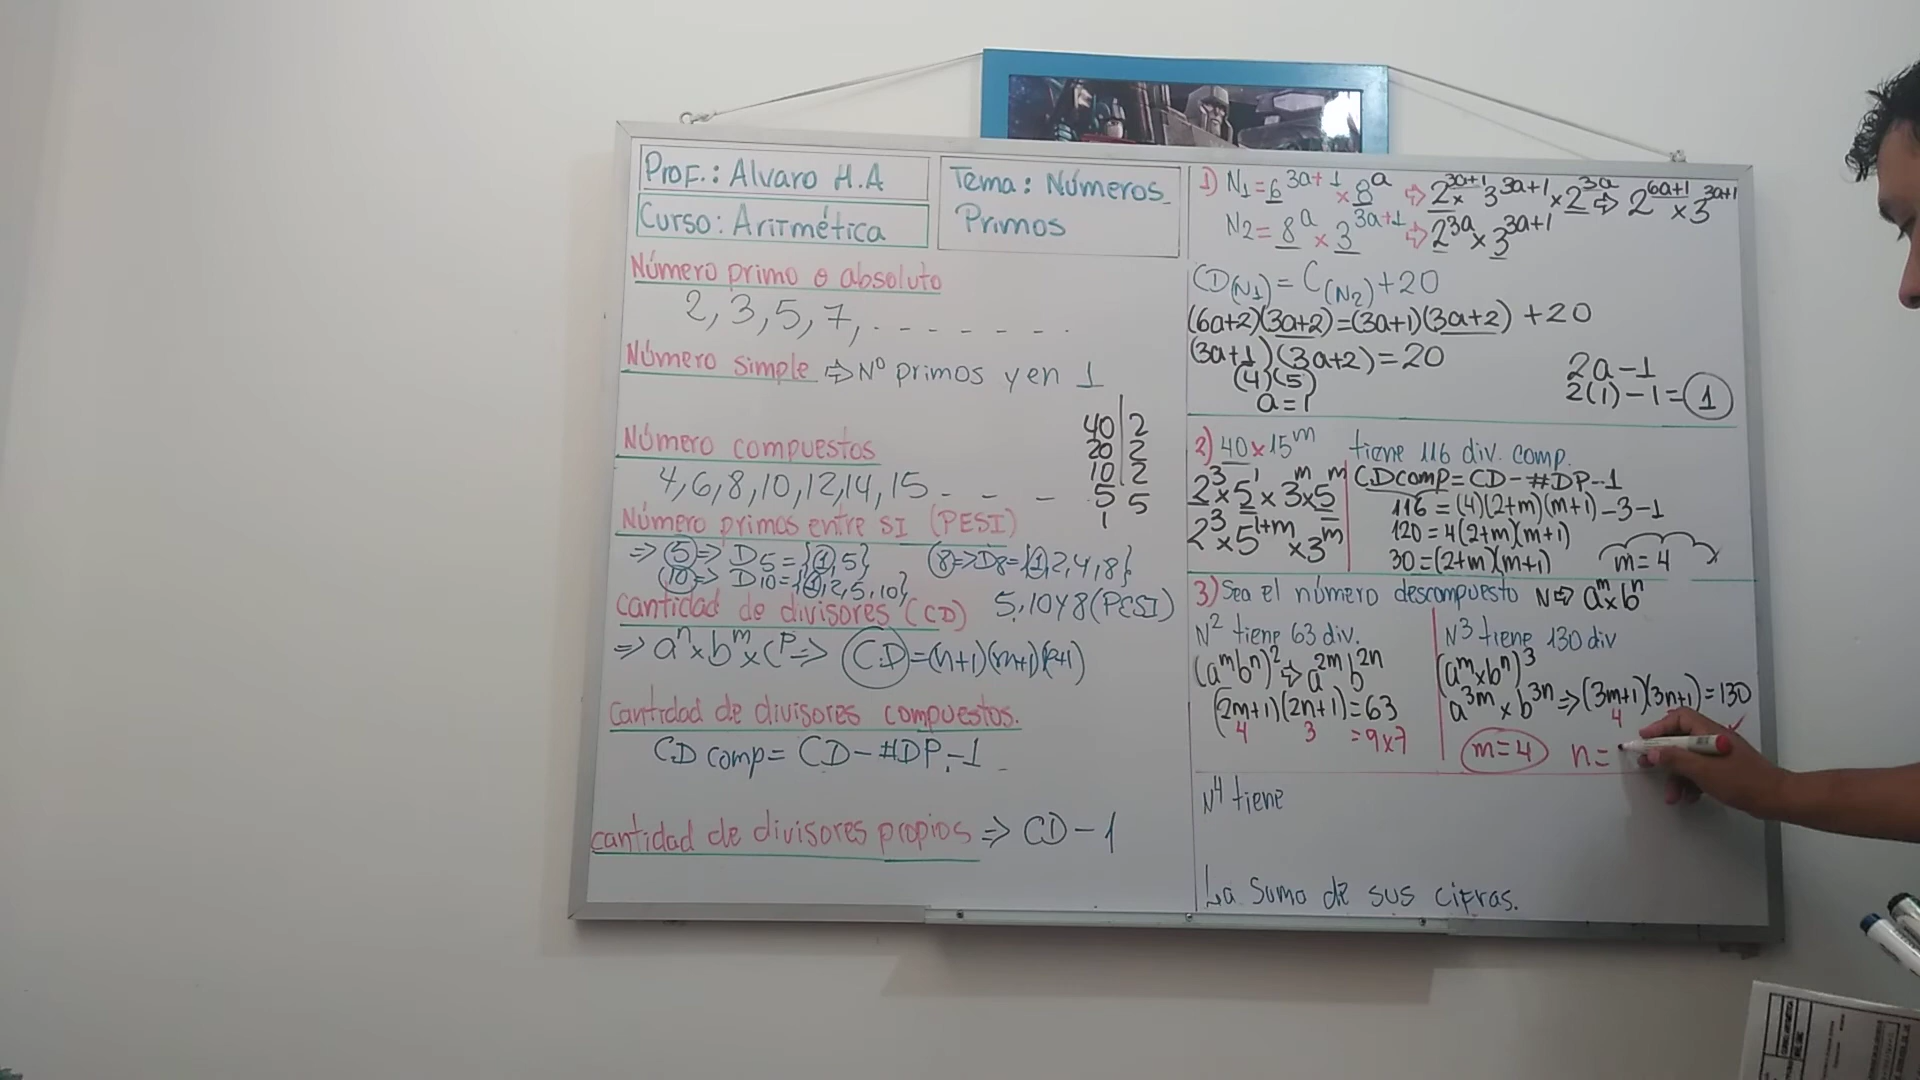 Prof.: Alvaro H.A
Curso: Aritmética
Tema: Números
Primos
Número primo o absoluto
2, 3, 5, 7, . - - - - - - .
Número simple ⇨ Nº primos y en 1
Número compuestos
4, 6, 8, 10, 12, 14, 15 - - -
40 | 2
20 | 2
10 | 2
5 | 5
1
Número primos entre SI (PESI)
⇒ 5 ⇒ D5 = {1, 5}
10 ⇒ D10 = {1, 2, 5, 10}
8 ⇒ D8 = {1, 2, 4, 8}
5, 10 y 8 (PESI)
cantidad de divisores (CD)
⇒ a^n × b^m × C^p ⇒ CD = (n+1)(m+1)(p+1)
cantidad de divisores compuestos.
CD comp = CD - #DP - 1
cantidad de divisores propios ⇒ CD - 1
1) N1 = 6^3a+1 × 8^a ⇨ 2^3a+1 × 3^3a+1 × 2^3a ⇨ 2^6a+1 × 3^3a+1
N2 = 8^a × 3^3a+1 ⇨ 2^3a × 3^3a+1
CD(N1) = C(N2) + 20
(6a+2)(3a+2) = (3a+1)(3a+2) + 20
(3a+1)(3a+2) = 20
(4)(5)
a = 1
2a - 1
2(1) - 1 = 1
2) 40 × 15^m tiene 116 div. comp.
2^3 × 5^1 × 3^m × 5^m
2^3 × 5^1+m × 3^m
CDcomp = CD - #DP - 1
116 = (4)(2+m)(m+1) - 3 - 1
120 = 4(2+m)(m+1)
30 = (2+m)(m+1)
m = 4
3) Sea el número descompuesto N ⇨ a^m × b^n
N^2 tiene 63 div.
(a^m b^n)^2 ⇨ a^2m b^2n
(2m+1)(2n+1) = 63
4 3 = 9×7
N^3 tiene 130 div
(a^m × b^n)^3
a^3m × b^3n ⇒ (3m+1)(3n+1) = 130
4
m = 4 n =
N^4 tiene
La Suma de sus cifras.